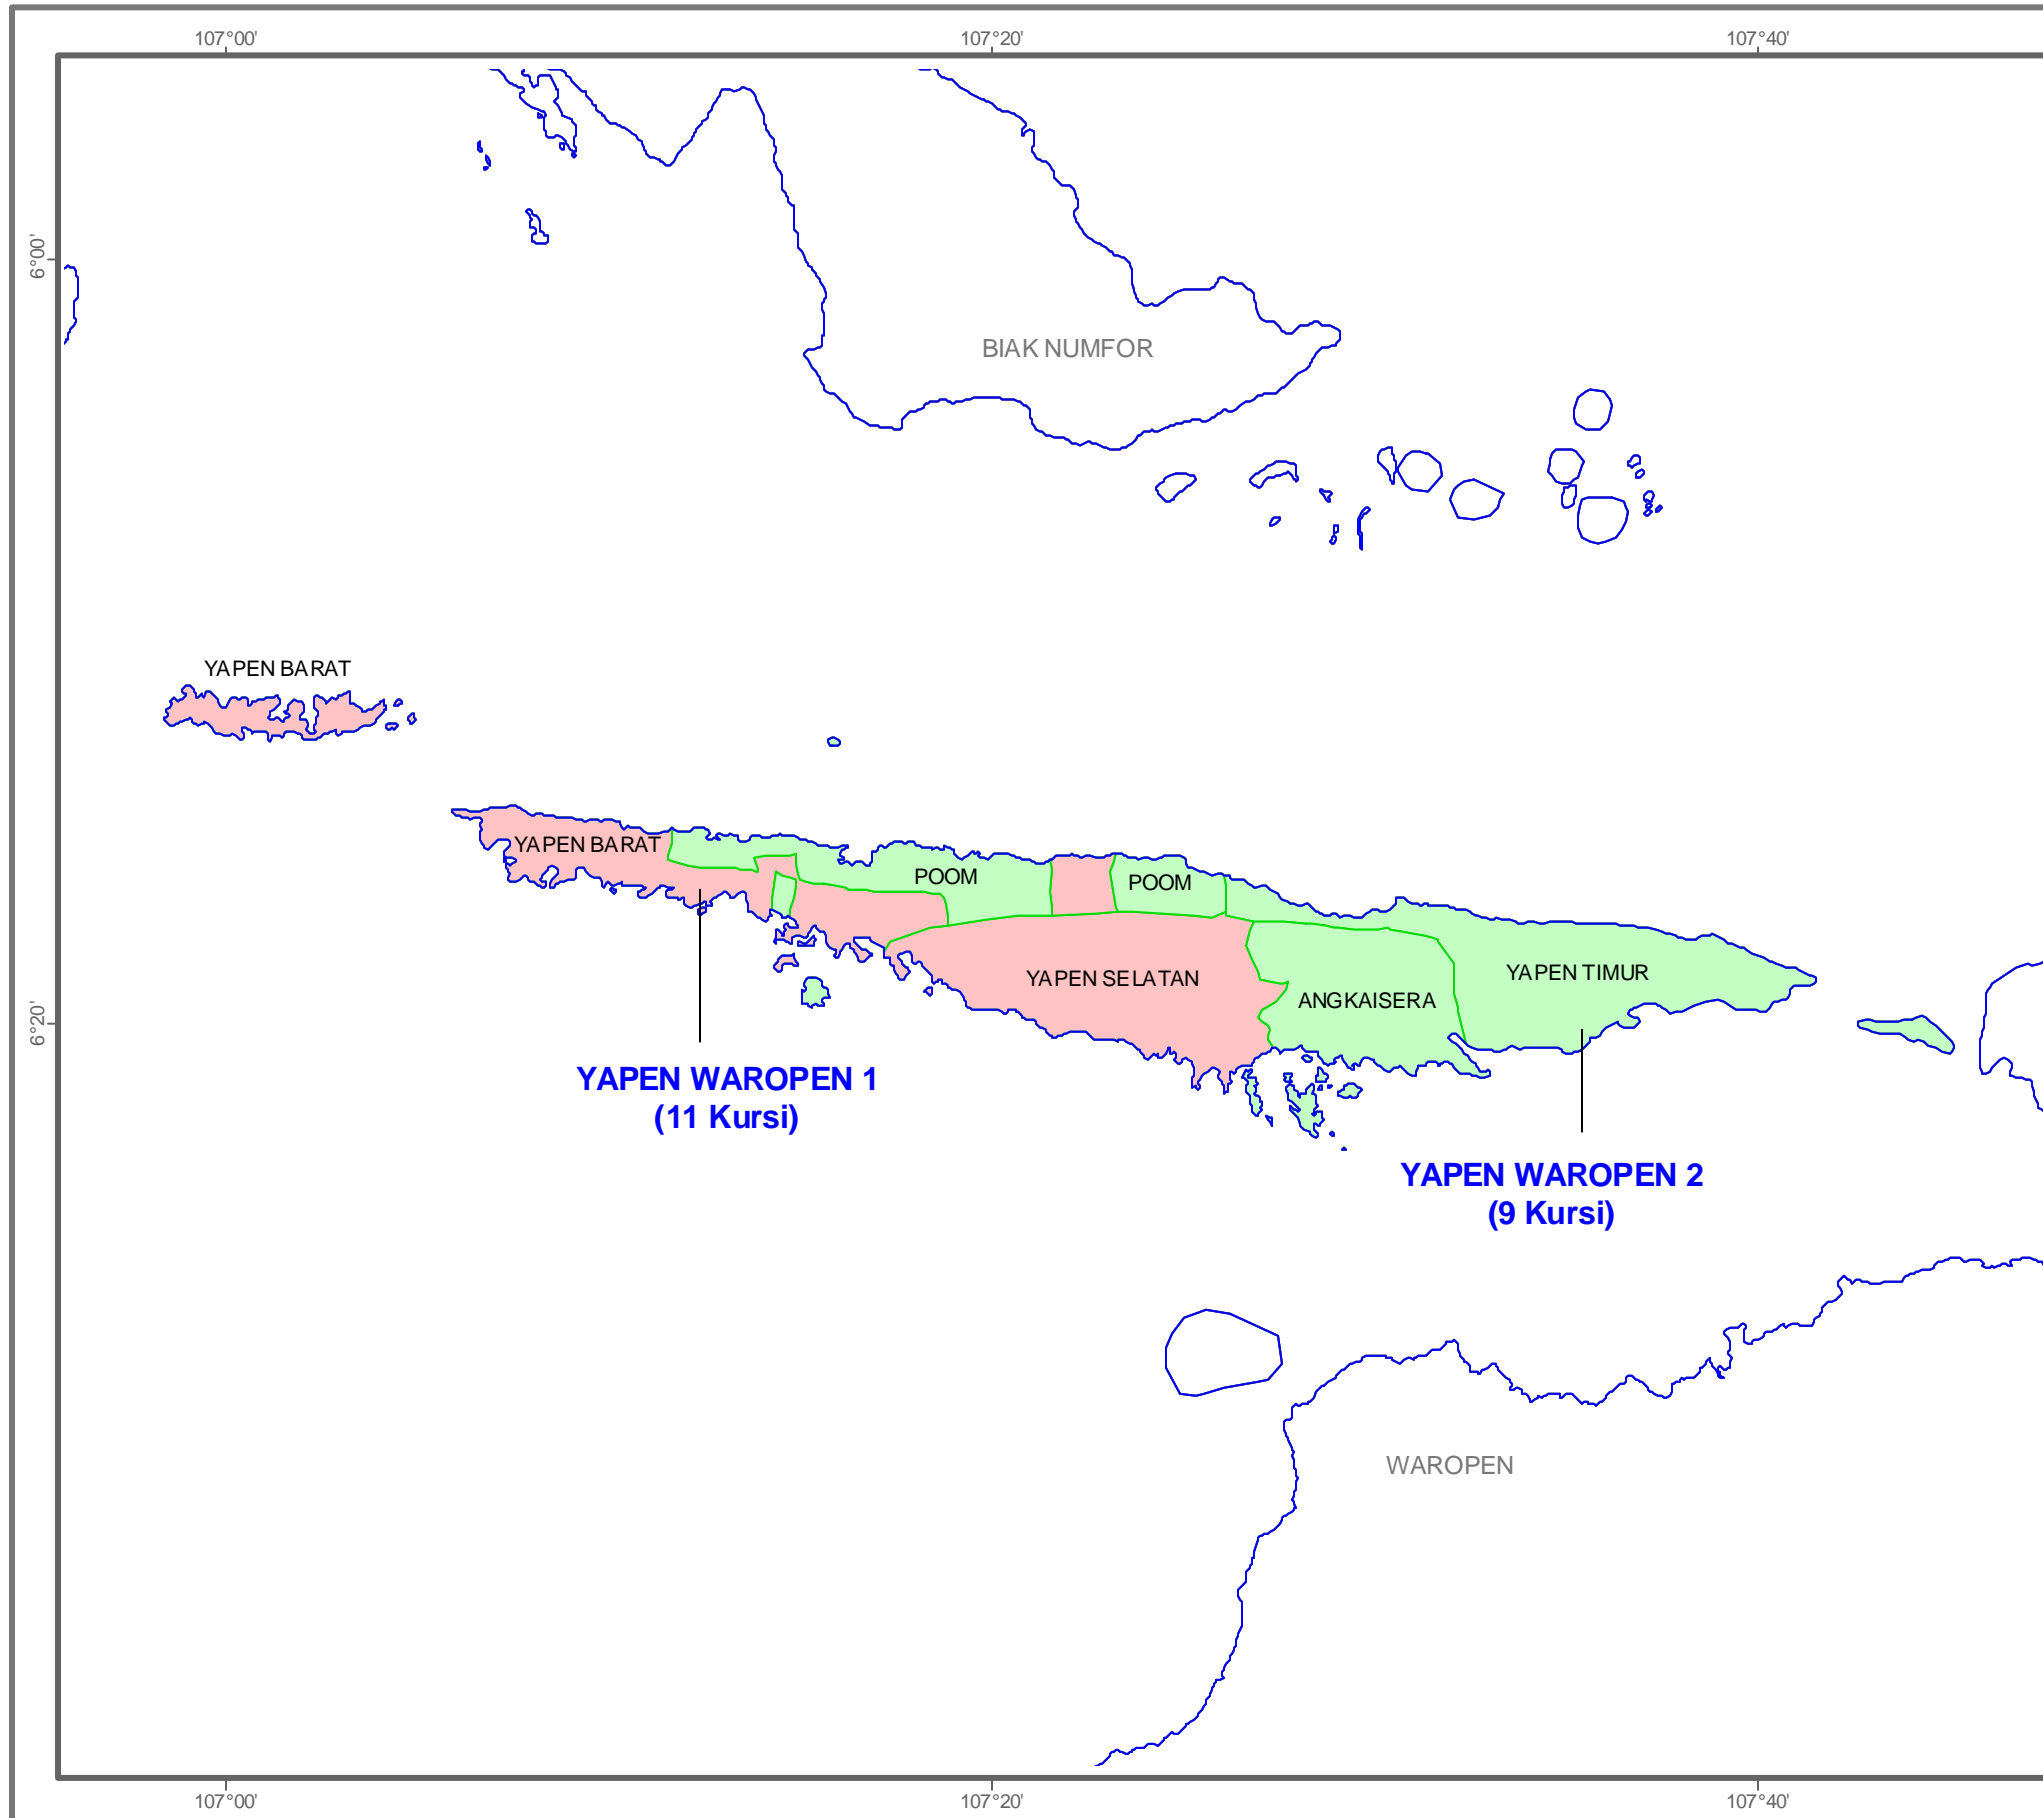 107°00'
107°20'
107°40'
6°00'
BIAK NUMFOR
YAPEN BARAT
YAPEN BARAT
POOM
POOM
YAPEN SELATAN
YAPEN TIMUR
ANGKAISERA
6°20'
YAPEN WAROPEN 1
(11 Kursi)
YAPEN WAROPEN 2
(9 Kursi)
WAROPEN
107°00'
107°20'
107°40'